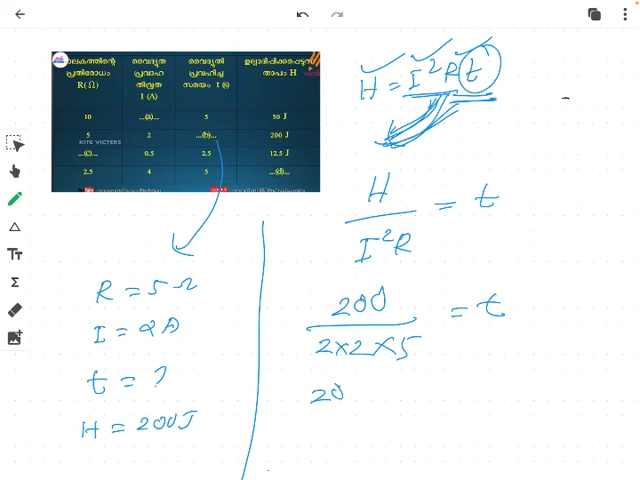 ചാലകത്തിന്റെ പ്രതിരോധം R(Ω) വൈദ്യുത പ്രവാഹ തീവ്രത I (A) വൈദ്യുതി പ്രവഹിച്ച സമയം t (s) ഉല്പാദിപ്പിക്കപ്പെടുന്ന താപം H
10 ...(a)... 5 50 J
5 2 ...(b)... 200 J
KITE VICTERS
...(c)... 0.5 2.5 12.5 J
2.5 4 5 ...(d)...
H = I²Rt
H / I²R = t
R = 5Ω
I = 2A
t = ?
H = 200J
200 / 2×2×5 = t
20
Tt
Σ